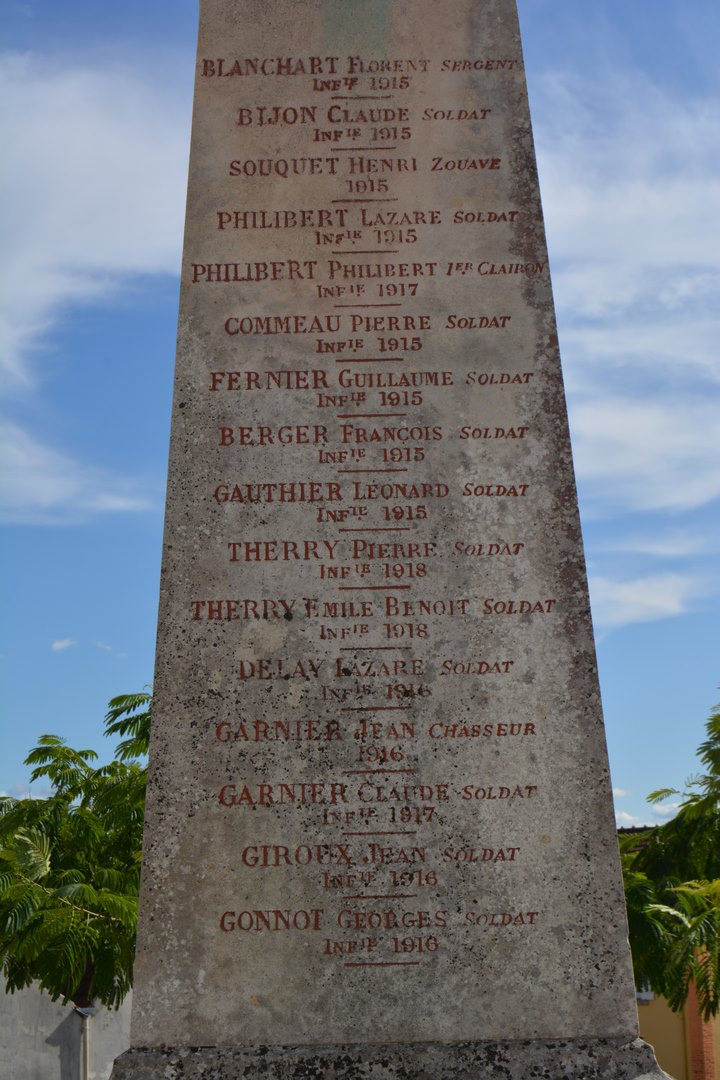 BLANCHART FLORENT SERGENT
INFIE 1915
BIJON CLAUDE SOLDAT
INFIE 1915
SOUQUET HENRI ZOUAVE
1915
PHILIBERT LAZARE SOLDAT
INFIE 1915
PHILIBERT PHILIBERT 1ER CLAIRON
INFIE 1917
COMMEAU PIERRE SOLDAT
INFIE 1915
FERNIER GUILLAUME SOLDAT
INFIE 1915
BERGER FRANÇOIS SOLDAT
INFIE 1915
GAUTHIER LÉONARD SOLDAT
INFIE 1915
THERRY PIERRE SOLDAT
INFIE 1918
THERRY EMILE BENOIT SOLDAT
INFIE 1918
DELAY LAZARE SOLDAT
INFIE 1916
GARNIER JEAN CHASSEUR
1916
GARNIER CLAUDE SOLDAT
INFIE 1917
GIROUX JEAN SOLDAT
INFIE 1916
GONNOT GEORGES SOLDAT
INFIE 1916